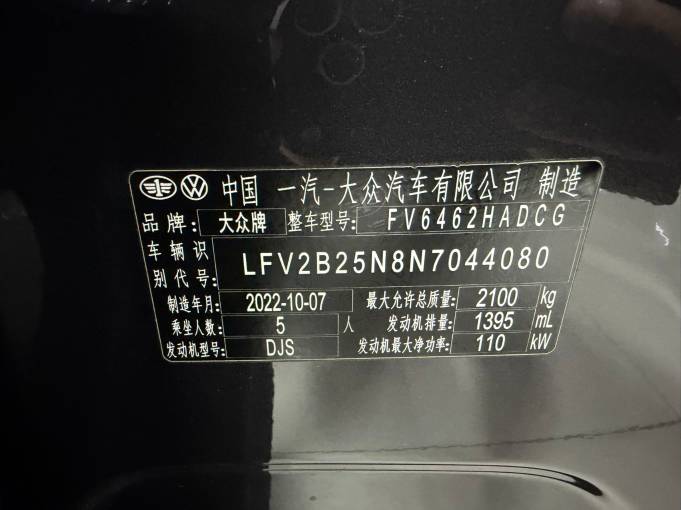 中国 一汽-大众汽车有限公司 制造
品牌: 大众牌 整车型号: FV6462HADCG
车辆识别代号: LFV2B25N8N7044080
制造年月: 2022-10-07 最大允许总质量: 2100 kg
乘坐人数: 5 人 发动机排量: 1395 mL
发动机型号: DJS 发动机最大净功率: 110 kW